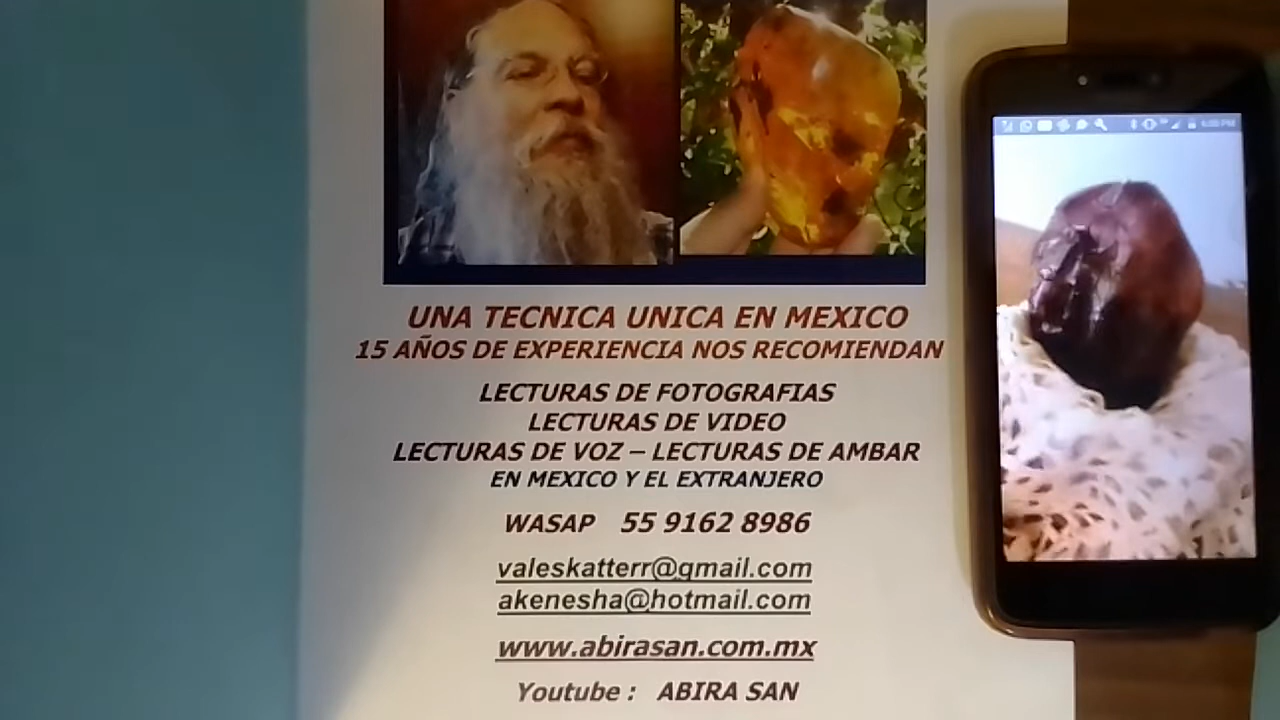 UNA TECNICA UNICA EN MEXICO
15 AÑOS DE EXPERIENCIA NOS RECOMIENDAN
LECTURAS DE FOTOGRAFIAS
LECTURAS DE VIDEO
LECTURAS DE VOZ – LECTURAS DE AMBAR
EN MEXICO Y EL EXTRANJERO
WASAP 55 9162 8986
valeskatterr@gmail.com
akenesha@hotmail.com
www.abirasan.com.mx
Youtube : ABIRA SAN